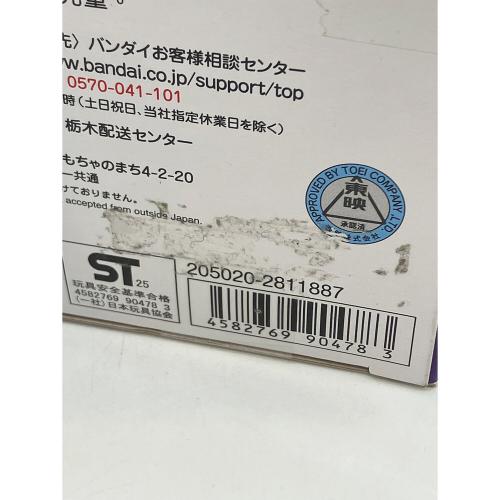 先〉バンダイお客様相談センター
ww.bandai.co.jp/support/top
0570-041-101
時(土日祝日、当社指定休業日を除く)
栃木配送センター
もちゃのまち4-2-20
ー共通
けておりません。
accepted from outside Japan.
APPROVED BY TOEI COMPANY, LTD.
東映
承認済
ST 25
玩具安全基準合格
4582769 90478 3
(一社)日本玩具協会
205020-2811887
4582769 904783